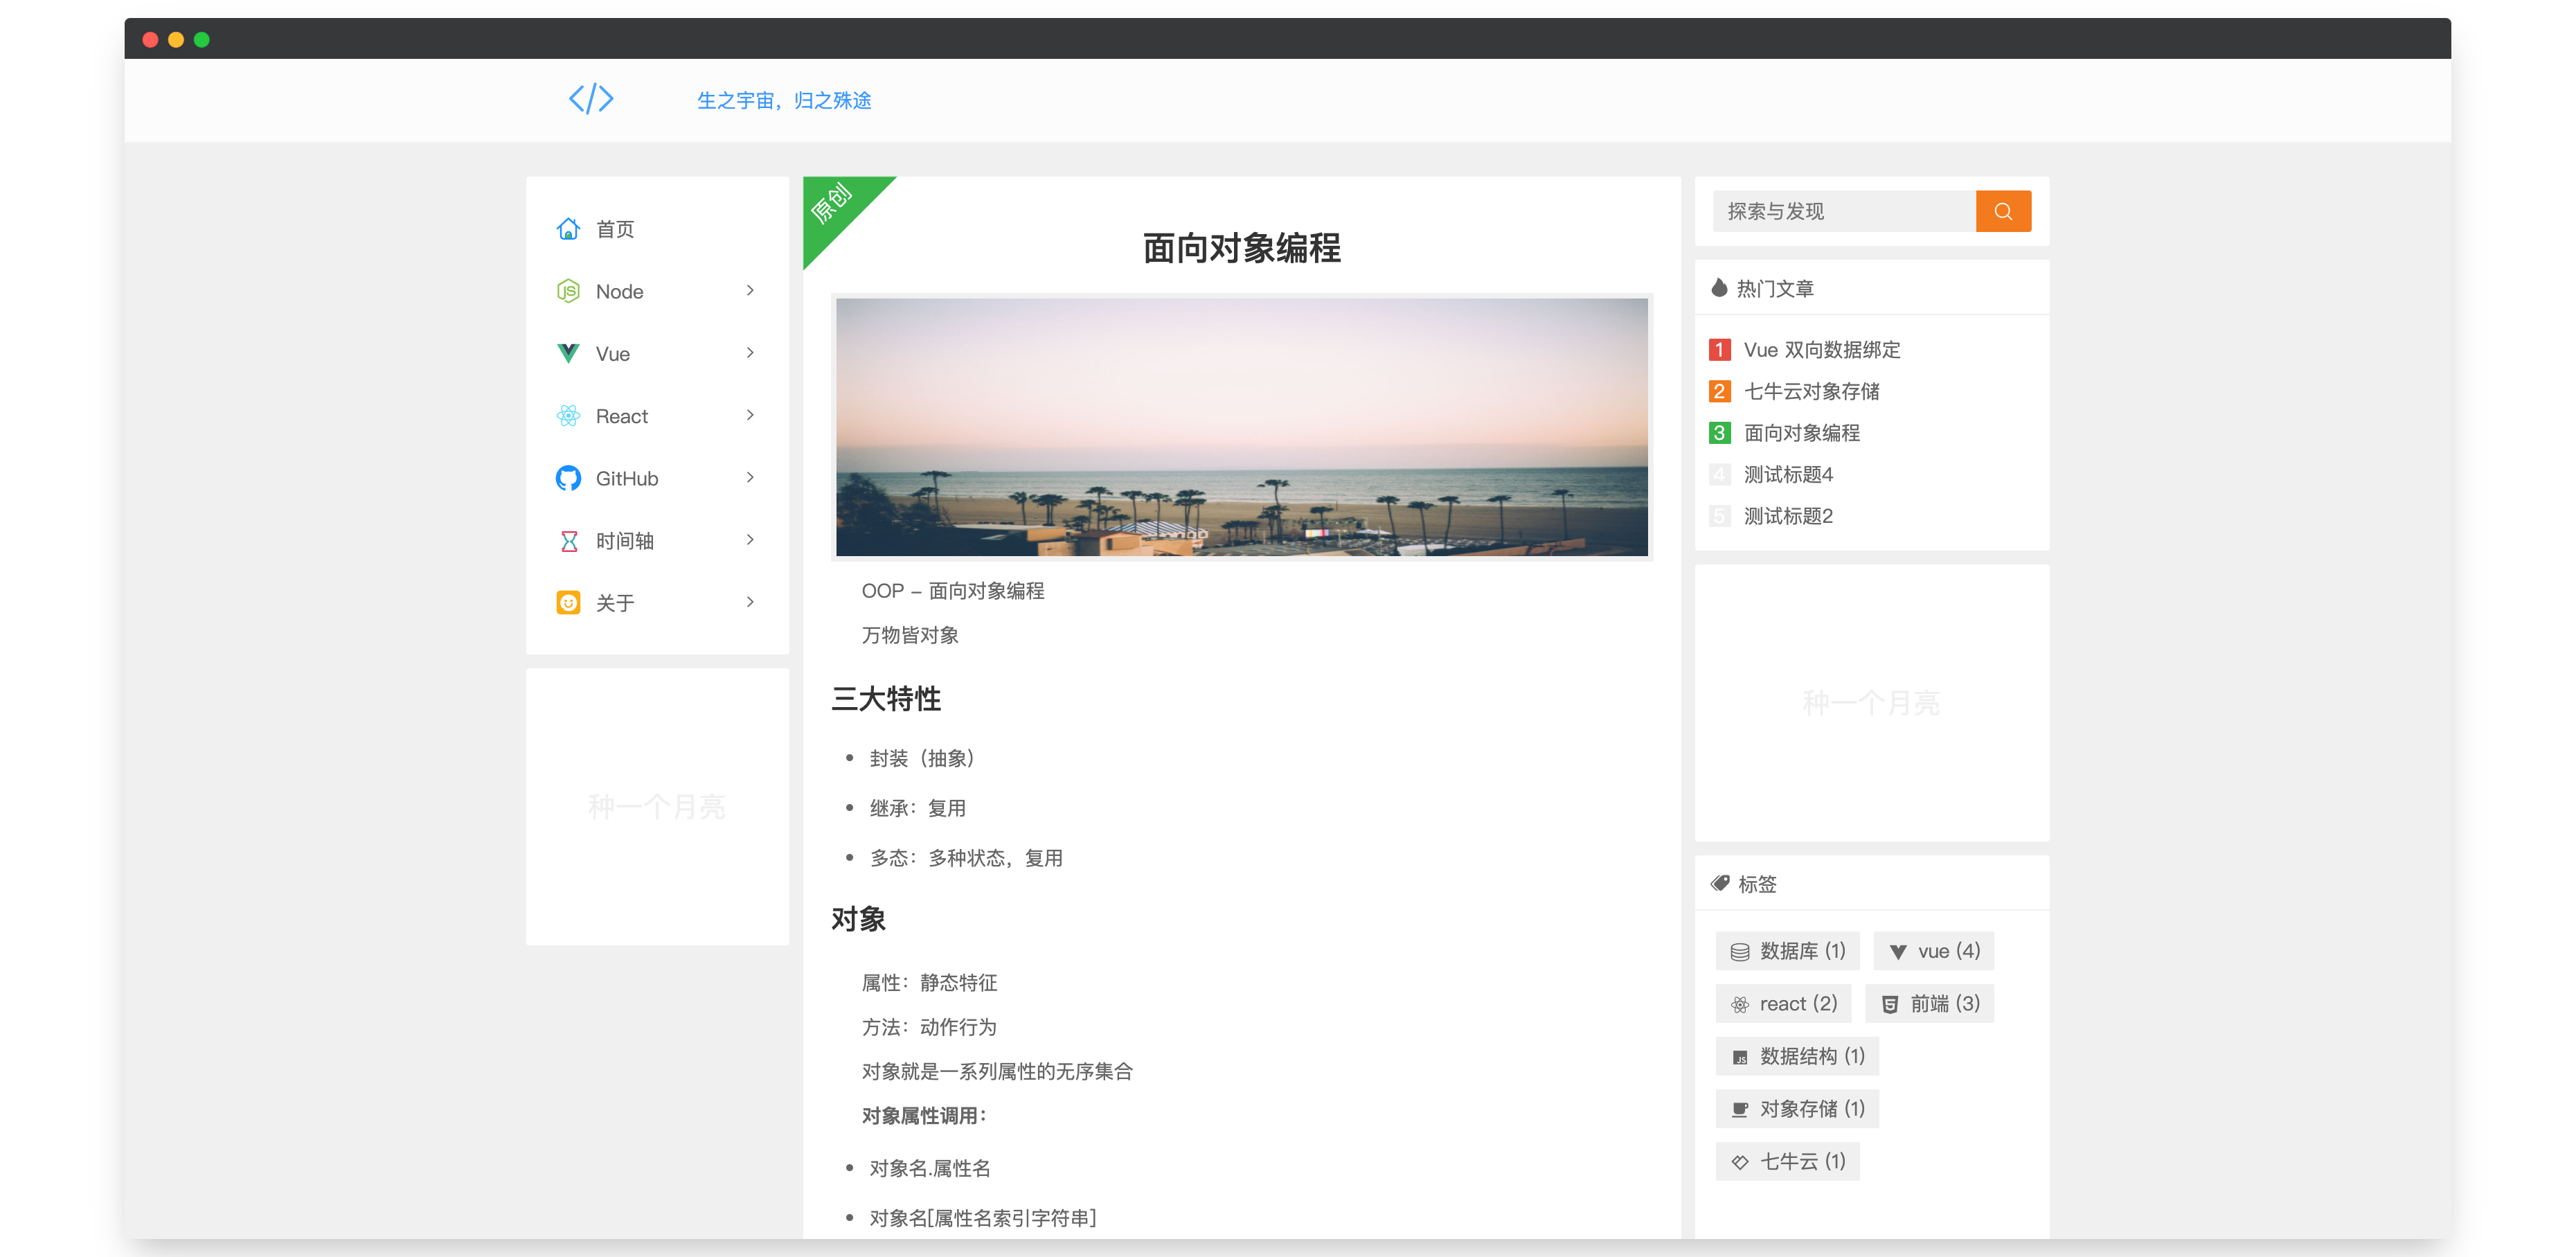 </>
生之宇宙，归之殊途
首页
Node
Vue
React
GitHub
时间轴
关于
种一个月亮
原创
面向对象编程
OOP - 面向对象编程
万物皆对象
三大特性
• 封装（抽象）
• 继承：复用
• 多态：多种状态，复用
对象
属性：静态特征
方法：动作行为
对象就是一系列属性的无序集合
对象属性调用：
• 对象名.属性名
• 对象名[属性名索引字符串]
探索与发现
热门文章
1 Vue 双向数据绑定
2 七牛云对象存储
3 面向对象编程
4 测试标题4
5 测试标题2
种一个月亮
标签
数据库 (1)
vue (4)
react (2)
前端 (3)
数据结构 (1)
对象存储 (1)
七牛云 (1)